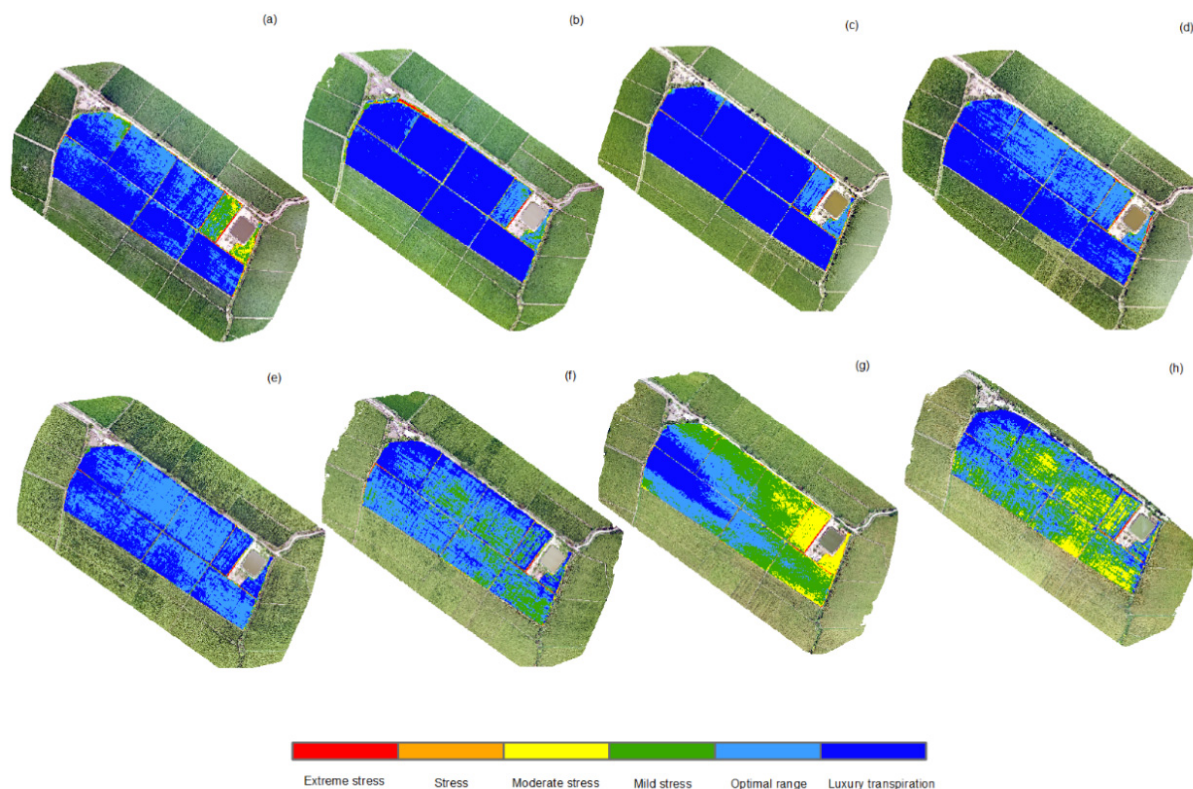 (a)
(b)
(c)
(d)
(e)
(f)
(g)
(h)
Extreme stress
Stress
Moderate stress
Mild stress
Optimal range
Luxury transpiration